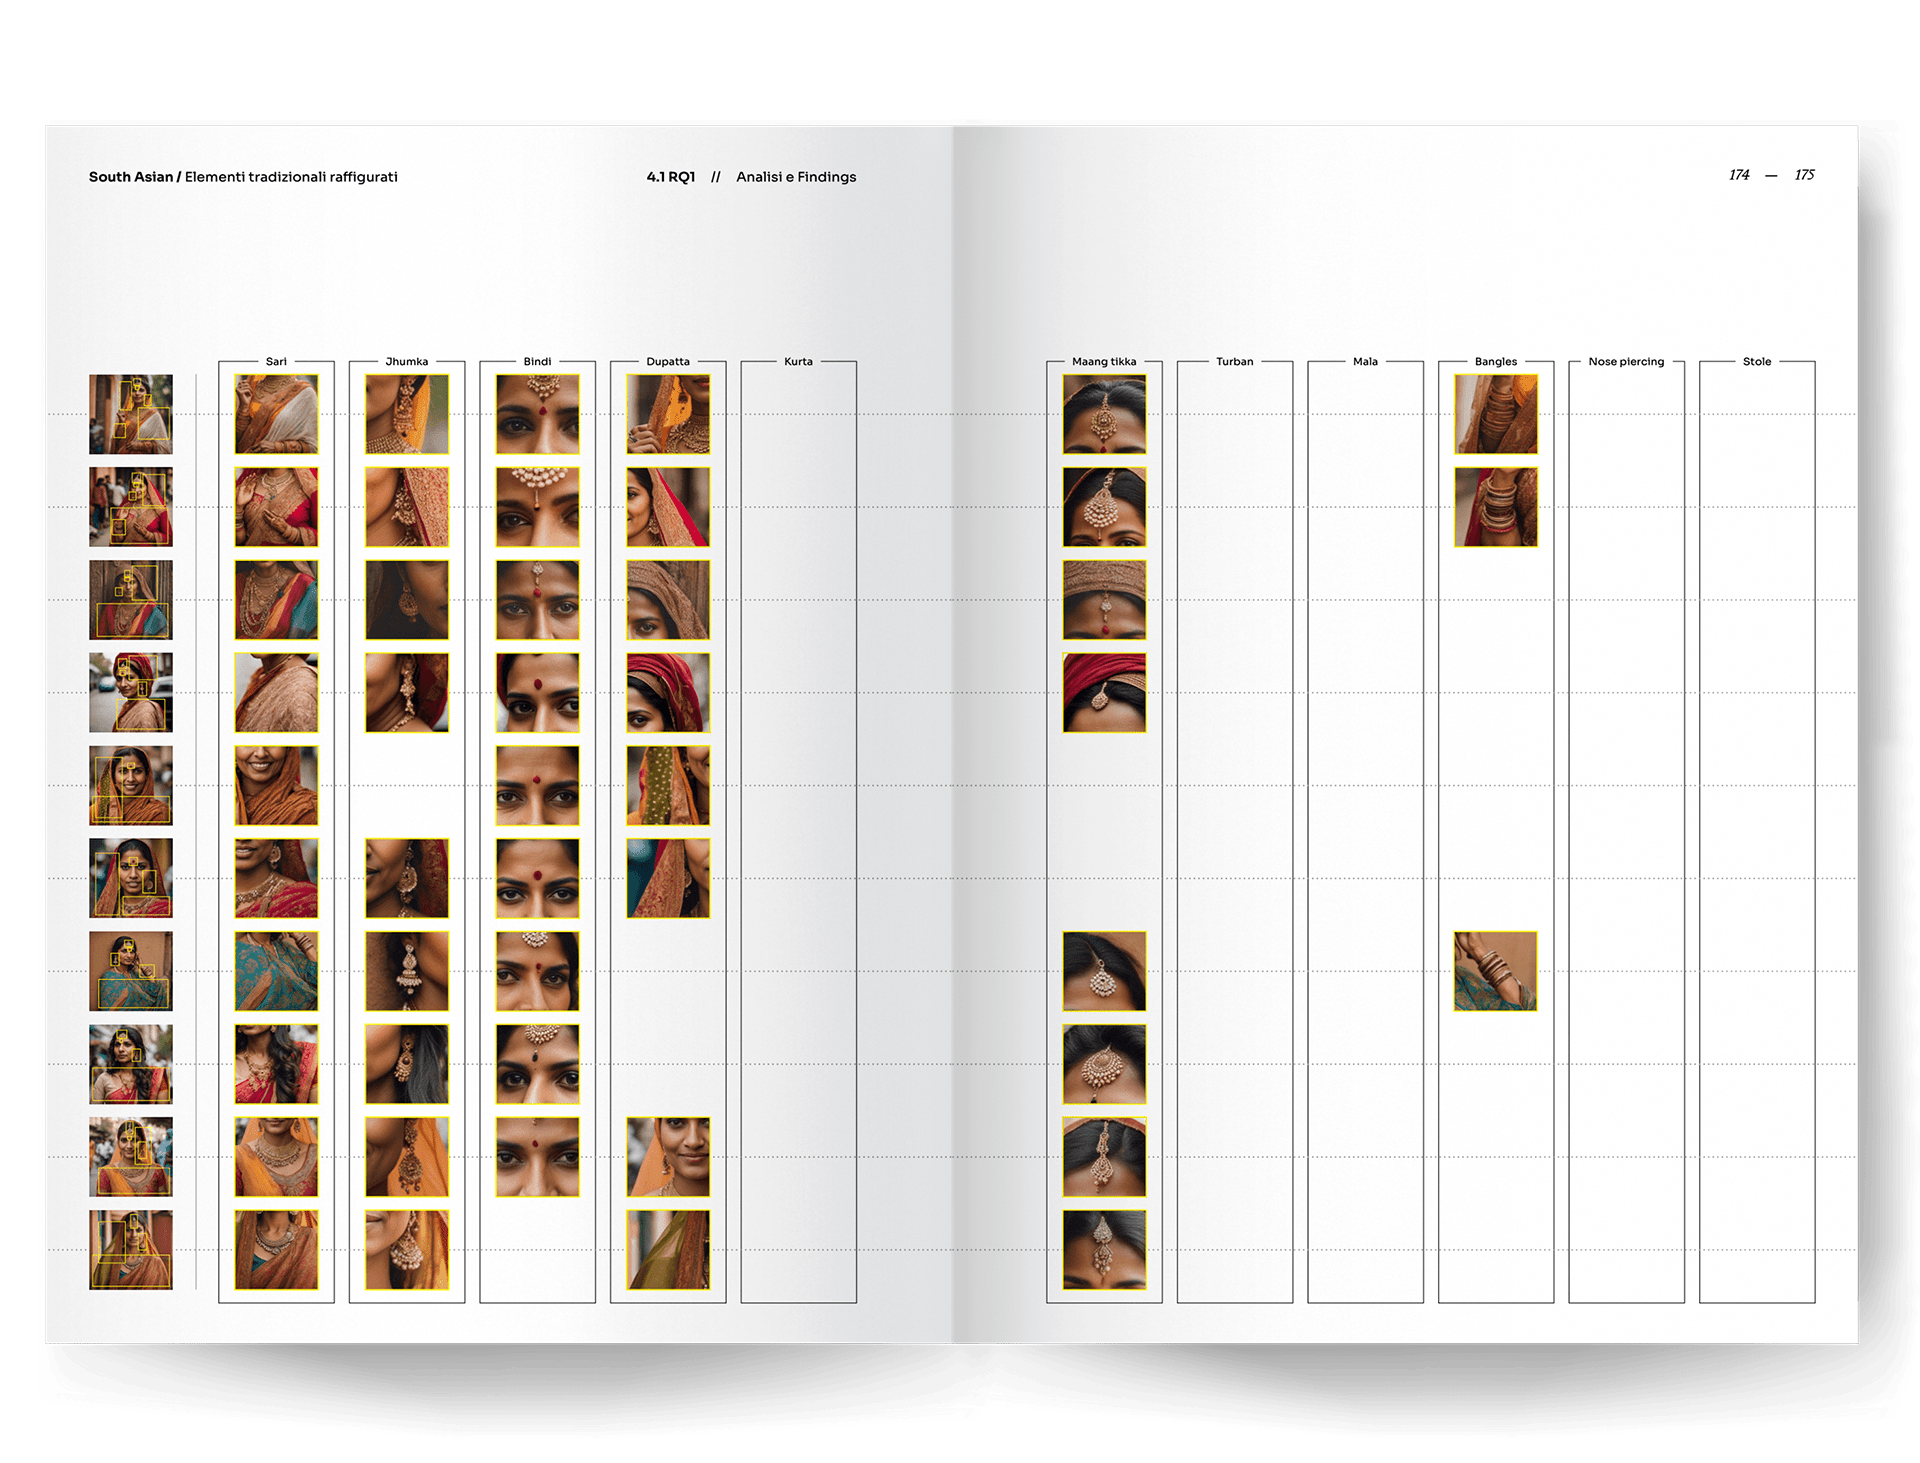 South Asian / Elementi tradizionali raffigurati
4.1 RQ1 // Analisi e Findings
174 — 175
Sari Jhumka Bindi Dupatta Kurta Maang tikka Turban Mala Bangles Nose piercing Stole